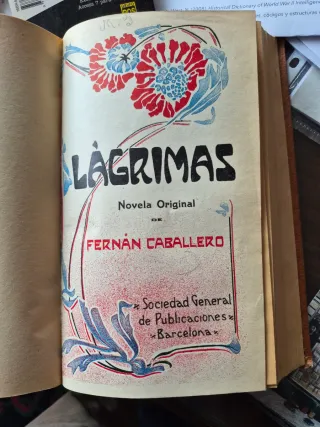 LÁGRIMAS
Novela Original
DE
FERNÁN CABALLERO
Sociedad General
de Publicaciones
Barcelona